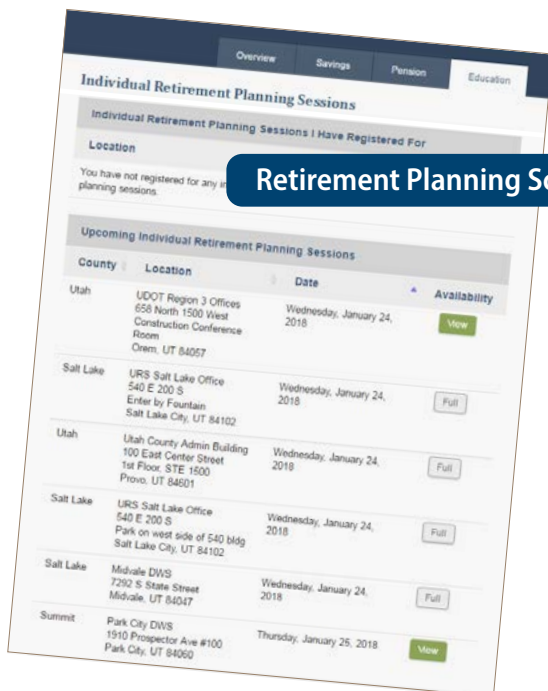 Overview Savings Pension Education
Individual Retirement Planning Sessions
Individual Retirement Planning Sessions I Have Registered For
Location
You have not registered for any
planning sessions.
Retirement Planning
Upcoming Individual Retirement Planning Sessions
County Location Date Availability
Utah UDOT Region 3 Offices Wednesday, January 24, View
658 North 1500 West 2018
Construction Conference
Room
Orem, UT 84057
Salt Lake URS Salt Lake Office Wednesday, January 24, Full
540 E 200 S 2018
Enter by Fountain
Salt Lake City, UT 84102
Utah Utah County Admin Building Wednesday, January 24, Full
100 East Center Street 2018
1st Floor, STE 1500
Provo, UT 84601
Salt Lake URS Salt Lake Office Wednesday, January 24, Full
540 E 200 S 2018
Park on west side of 540 bldg
Salt Lake City, UT 84102
Salt Lake Midvale DWS Wednesday, January 24, Full
7292 S State Street 2018
Midvale, UT 84047
Summit Park City DWS Thursday, January 25, 2018 View
1910 Prospector Ave #100
Park City, UT 84060